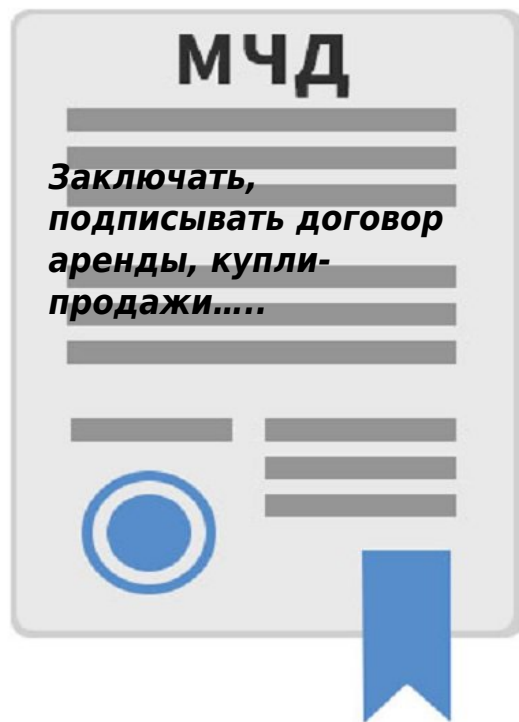 МЧД
Заключать,
подписывать договор
аренды, купли-
продажи…..